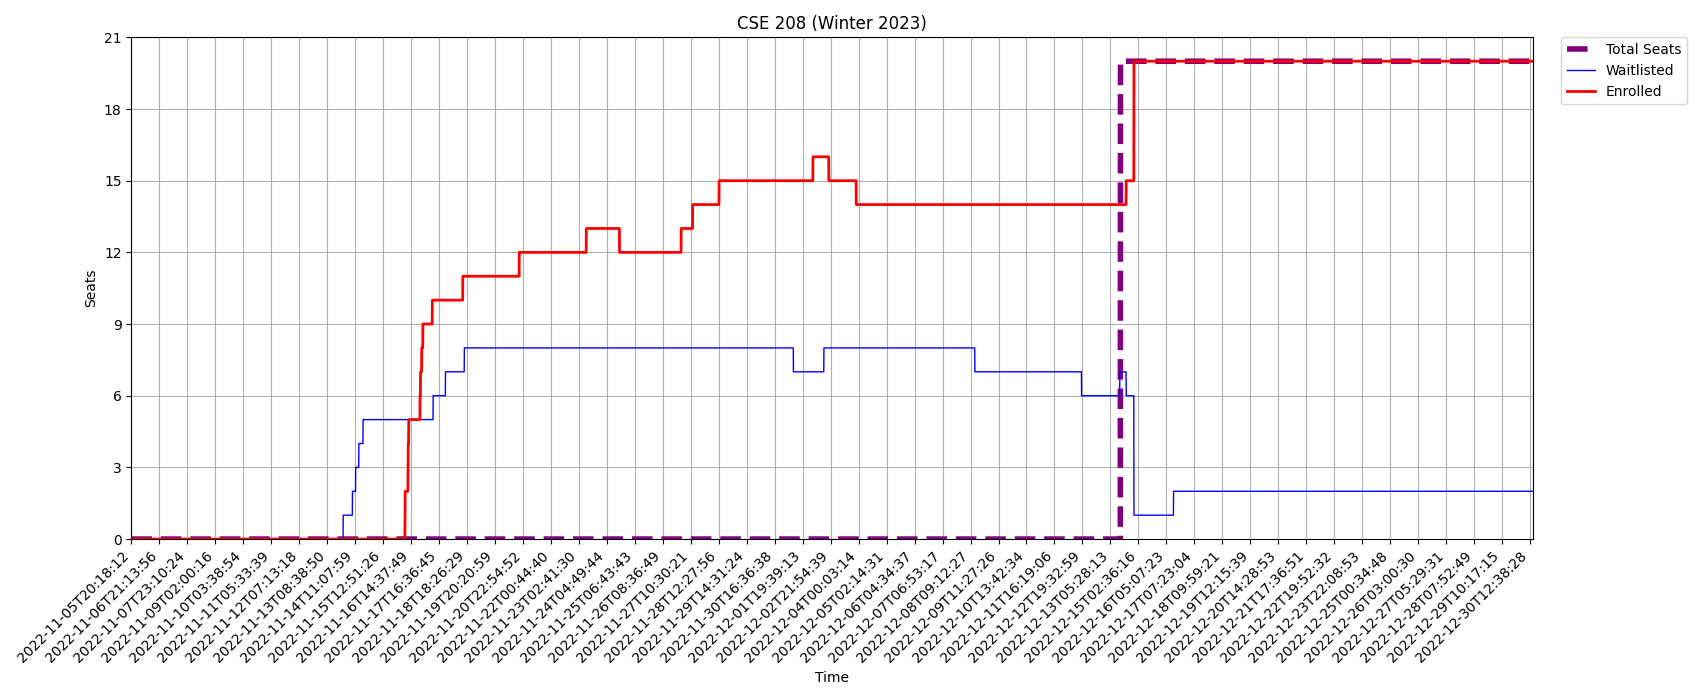 CSE 208 (Winter 2023)
Total Seats
Waitlisted
Enrolled
Seats
21
18
15
12
9
6
3
0
2022-11-05T20:18:12
2022-11-06T21:13:56
2022-11-07T23:10:24
2022-11-09T02:00:16
2022-11-10T03:38:54
2022-11-11T05:33:39
2022-11-12T07:13:18
2022-11-13T08:38:50
2022-11-14T11:07:59
2022-11-15T12:51:26
2022-11-16T14:37:49
2022-11-17T16:36:45
2022-11-18T18:26:29
2022-11-19T20:20:59
2022-11-20T22:54:52
2022-11-22T00:44:40
2022-11-23T02:41:30
2022-11-24T04:49:44
2022-11-25T06:43:43
2022-11-26T08:36:49
2022-11-27T10:30:21
2022-11-28T12:27:56
2022-11-29T14:31:24
2022-11-30T16:36:38
2022-12-01T19:39:13
2022-12-02T21:54:39
2022-12-04T00:03:14
2022-12-05T02:14:31
2022-12-06T04:34:37
2022-12-07T06:53:17
2022-12-08T09:12:27
2022-12-09T11:27:26
2022-12-10T13:42:34
2022-12-11T16:19:06
2022-12-12T19:32:59
2022-12-13T05:28:13
2022-12-15T02:36:16
2022-12-16T05:07:23
2022-12-17T07:23:04
2022-12-18T09:59:21
2022-12-19T12:15:39
2022-12-20T14:28:53
2022-12-21T17:36:51
2022-12-22T19:52:32
2022-12-23T22:08:53
2022-12-25T00:34:48
2022-12-26T03:00:30
2022-12-27T05:29:31
2022-12-28T07:52:49
2022-12-29T10:17:15
2022-12-30T12:38:28
Time